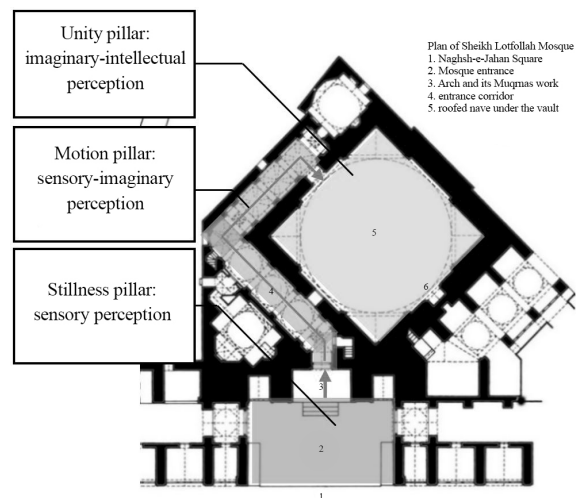 Unity pillar:
imaginary-intellectual
perception
Motion pillar:
sensory-imaginary
perception
Stillness pillar:
sensory perception
Plan of Sheikh Lotfollah Mosque
1. Naghsh-e-Jahan Square
2. Mosque entrance
3. Arch and its Muqrnas work
4. entrance corridor
5. roofed nave under the vault
5
6
4
3
2
1